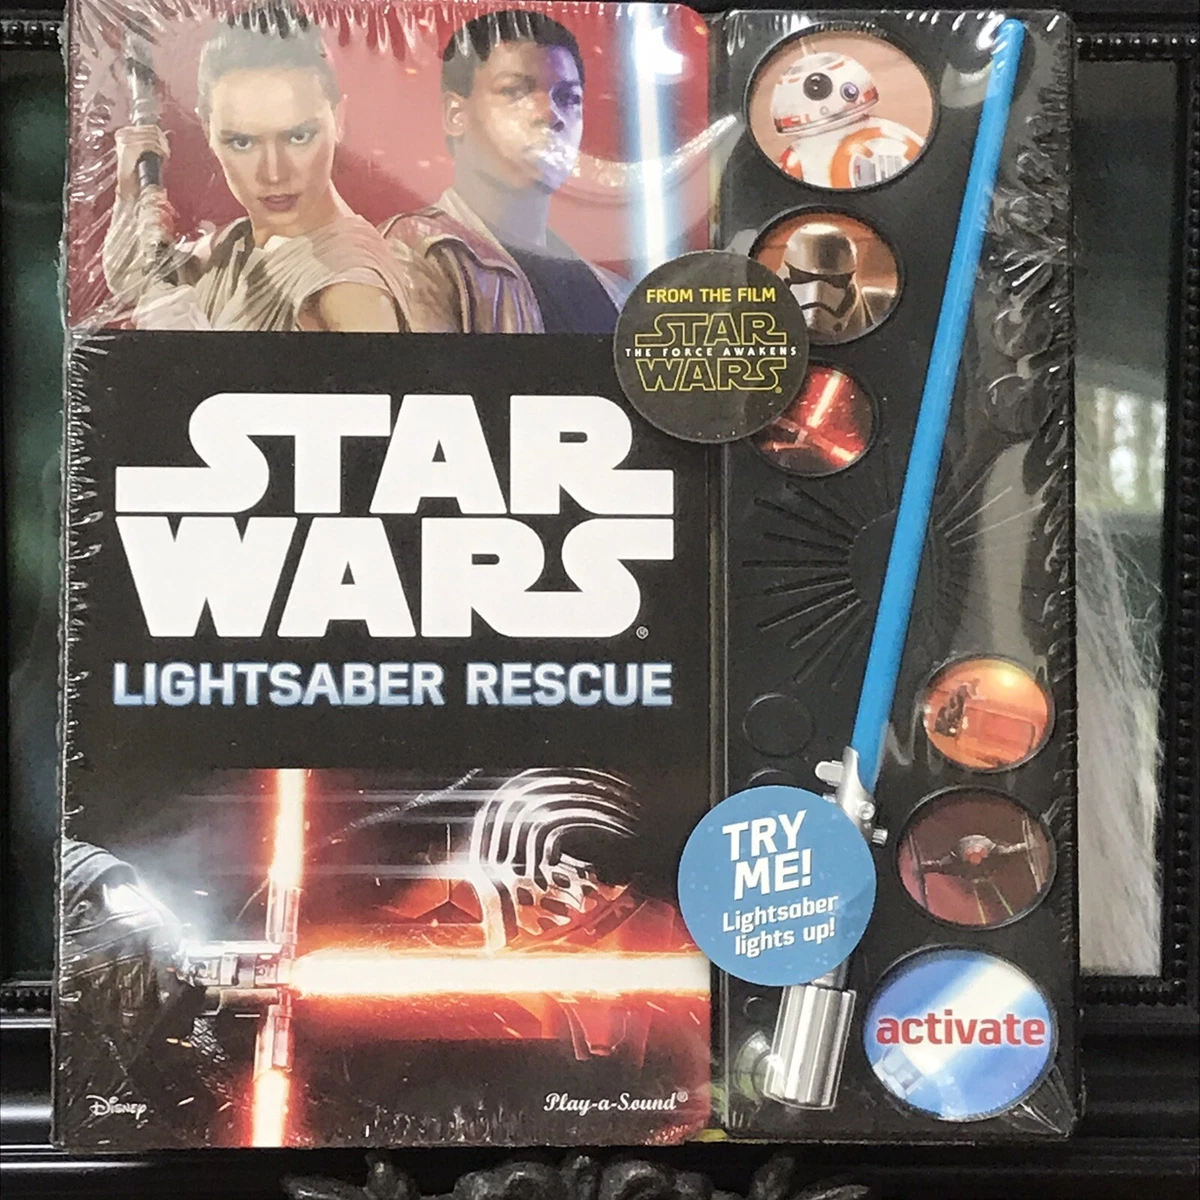 FROM THE FILM
STAR
THE FORCE AWAKENS
WARS®
STAR
WARS®
LIGHTSABER RESCUE
TRY
ME!
Lightsaber
lights up!
activate
Disney
Play-a-Sound®